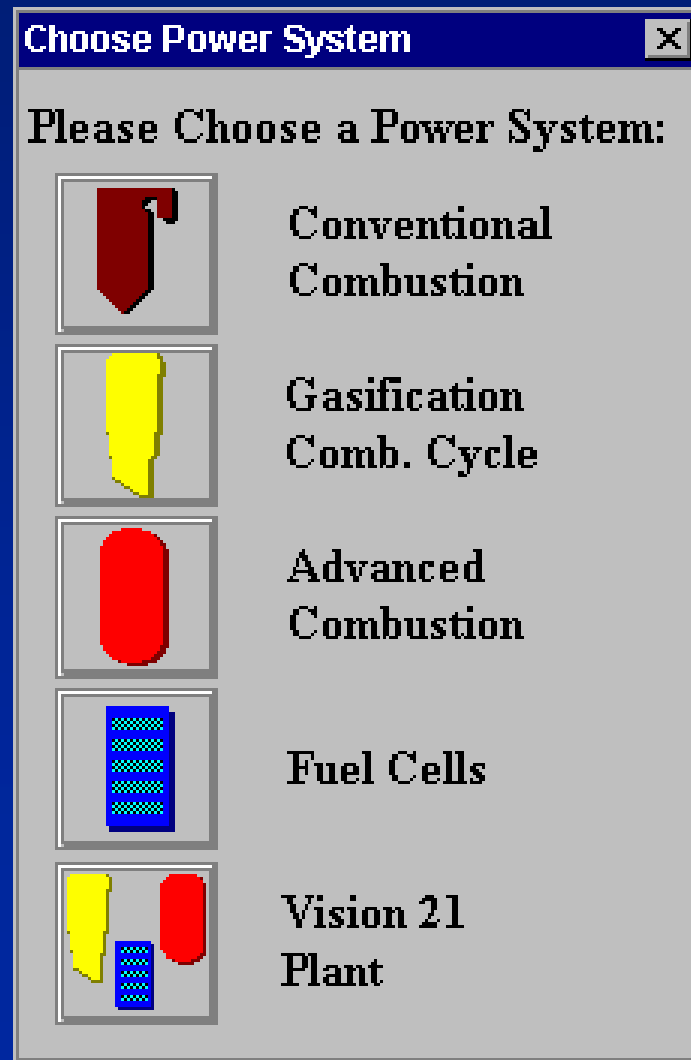 Choose Power System
Please Choose a Power System:
Conventional
Combustion
Gasification
Comb. Cycle
Advanced
Combustion
Fuel Cells
Vision 21
Plant